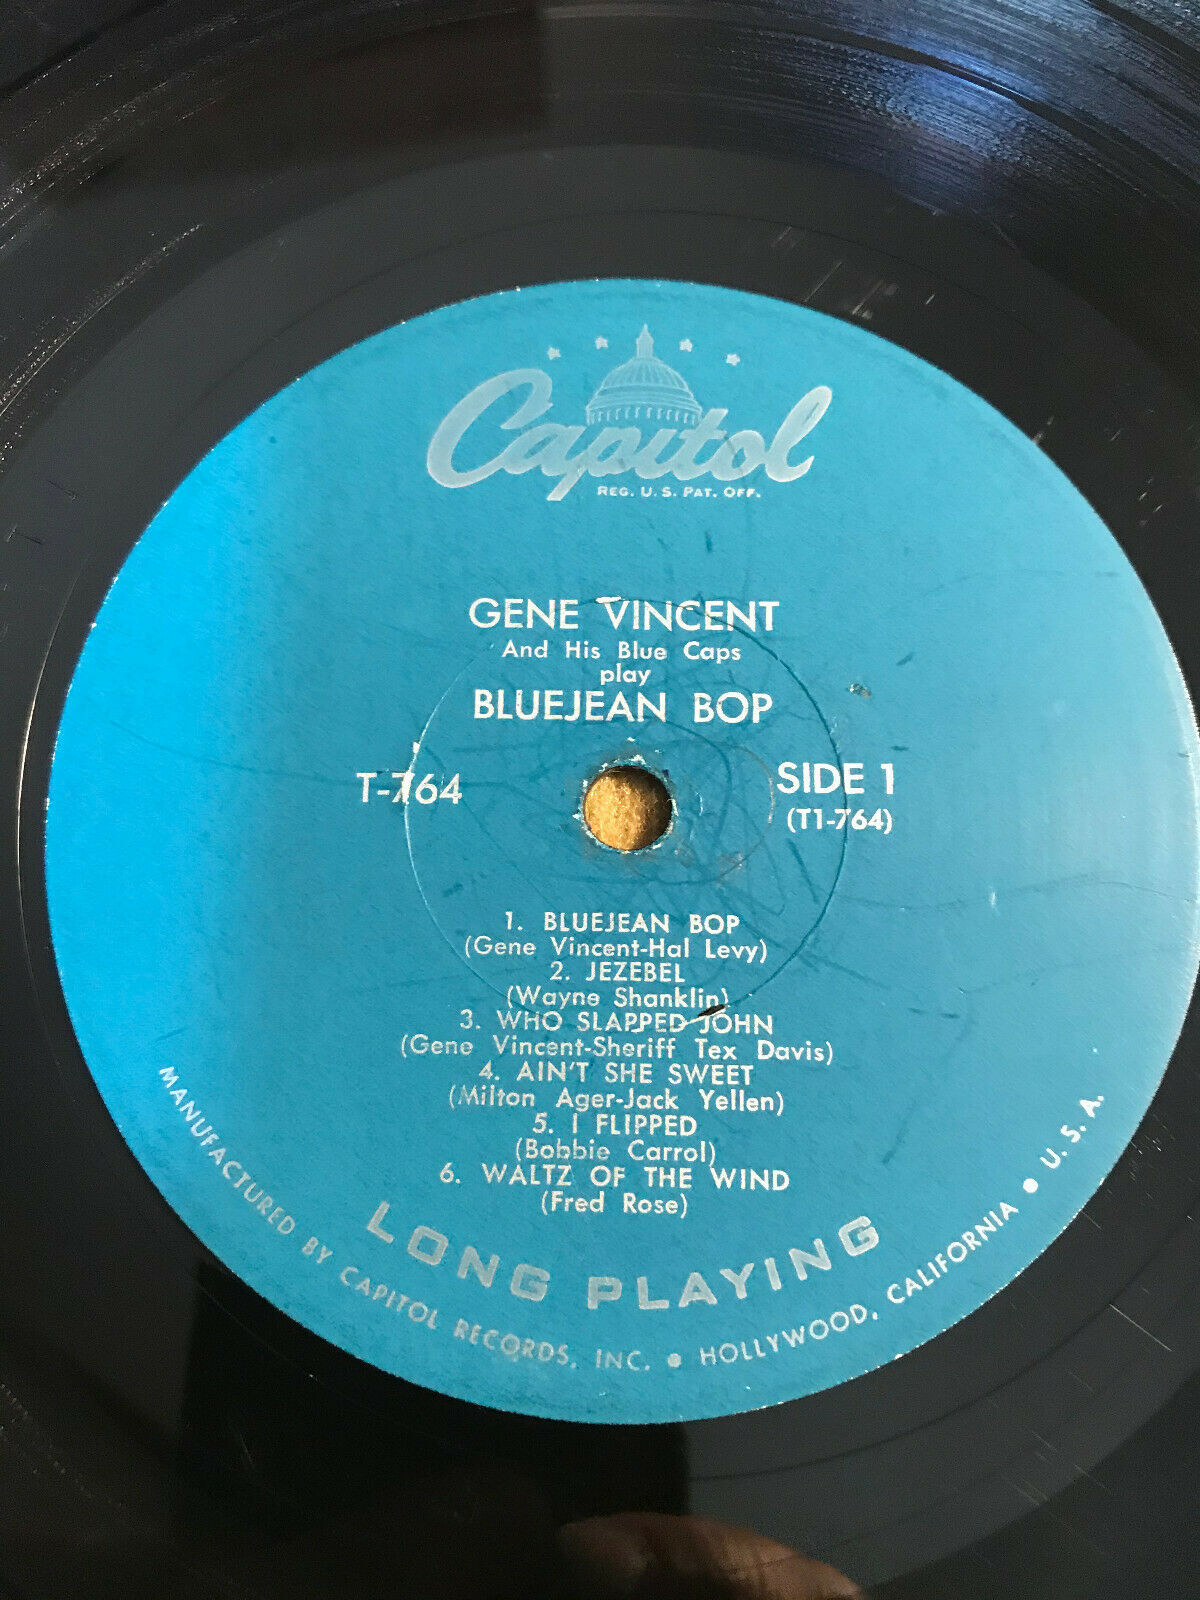 Capitol
REG. U. S. PAT. OFF.
GENE VINCENT
And His Blue Caps
play
BLUEJEAN BOP
T-764
SIDE 1
(T1-764)
1. BLUEJEAN BOP
(Gene Vincent-Hal Levy)
2. JEZEBEL
(Wayne Shanklin)
3. WHO SLAPPED JOHN
(Gene Vincent-Sheriff Tex Davis)
4. AIN'T SHE SWEET
(Milton Ager-Jack Yellen)
5. I FLIPPED
(Bobbie Carrol)
6. WALTZ OF THE WIND
(Fred Rose)
LONG PLAYING
MANUFACTURED BY CAPITOL RECORDS, INC. • HOLLYWOOD, CALIFORNIA • U. S. A.